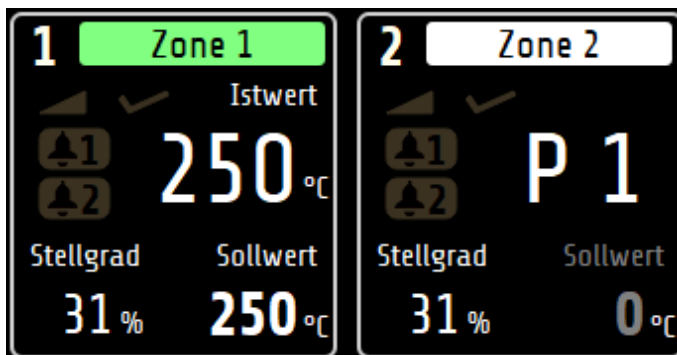 1 Zone 1
Istwert
1
250 °C
2
Stellgrad Sollwert
31 % 250 °C
2 Zone 2
1
P 1
2
Stellgrad Sollwert
31 % 0 °C